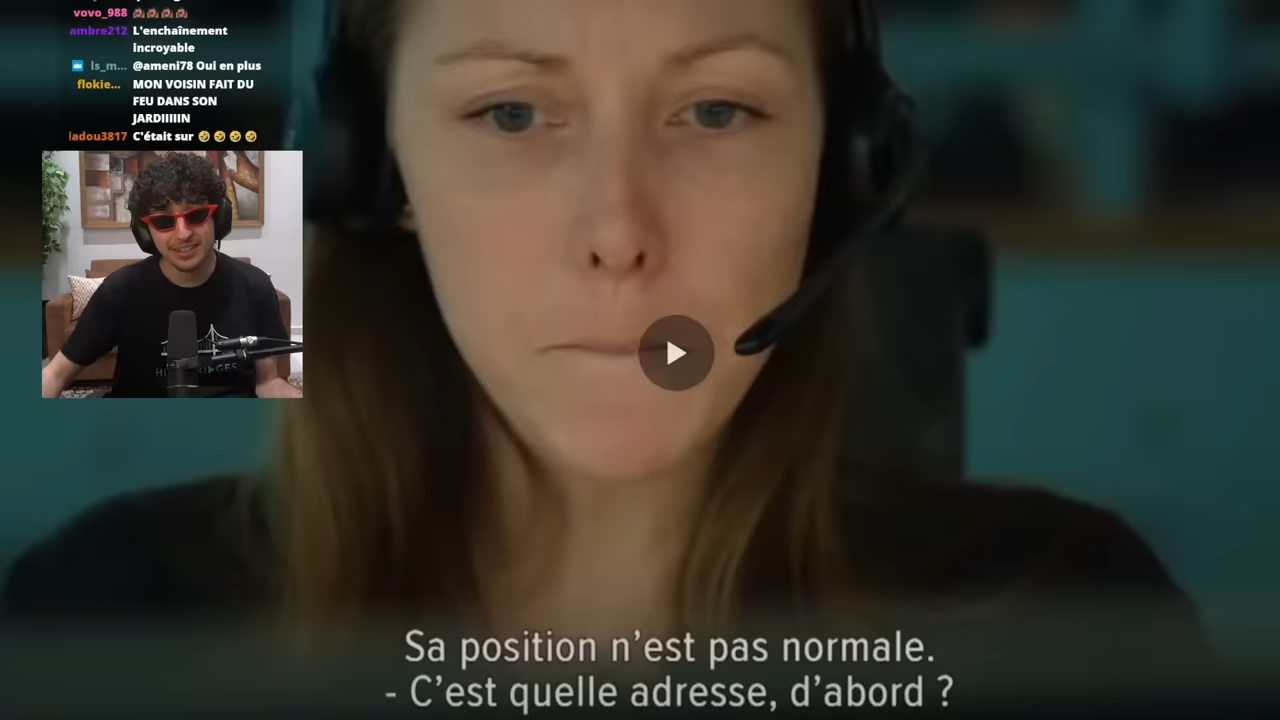 vovo_988
ambre212 L'enchaînement
incroyable
ls_m... @ameni78 Oui en plus
flokie... MON VOISIN FAIT DU
FEU DANS SON
JARDIIIIIN
ladou3817 C'était sur 🤣🤣🤣🤣
Sa position n'est pas normale.
- C'est quelle adresse, d'abord ?